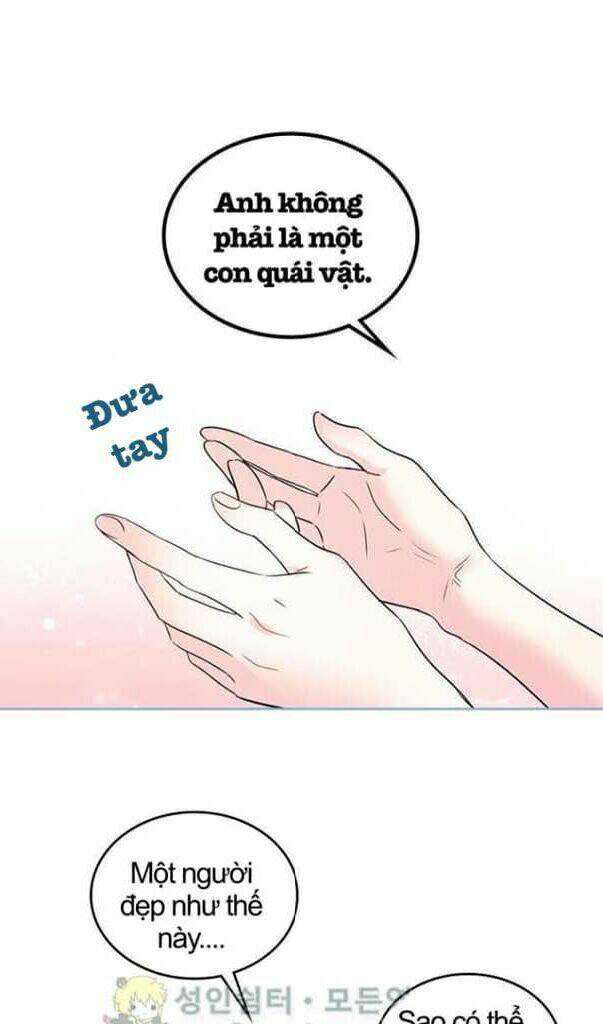 Anh không
phải là một
con quái vật.
Đưa
tay
Một người
đẹp như thế
này....
성인쉼터 • 모든
Sao có thể